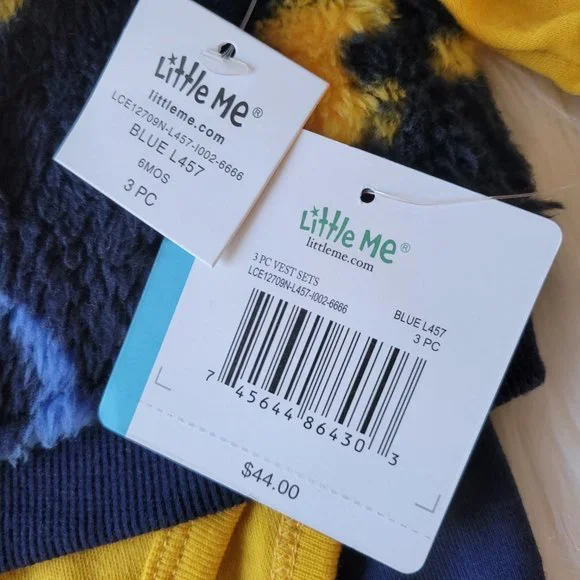 Little Me®
littleme.com
LCE12709N-L457-I002-6666
BLUE L457
6MOS
3 PC
Little Me®
littleme.com
3 PC VEST SETS
LCE12709N-L457-I002-6666
BLUE L457
3 PC
7 45644 86430 3
$44.00